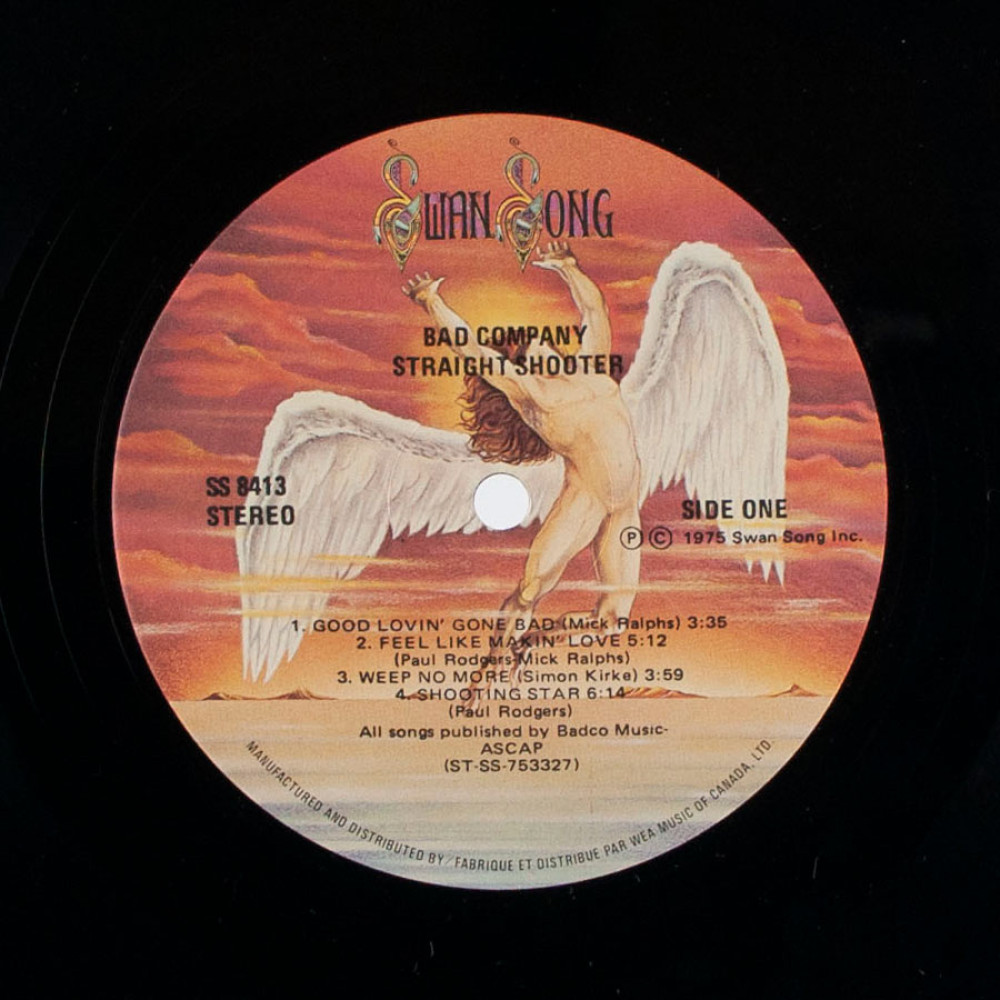 SWAN SONG
BAD COMPANY
STRAIGHT SHOOTER
SS 8413
STEREO
SIDE ONE
Ⓟ Ⓒ 1975 Swan Song Inc.
1. GOOD LOVIN' GONE BAD (Mick Ralphs) 3:35
2. FEEL LIKE MAKIN' LOVE 5:12
(Paul Rodgers-Mick Ralphs)
3. WEEP NO MORE (Simon Kirke) 3:59
4. SHOOTING STAR 6:14
(Paul Rodgers)
All songs published by Badco Music-
ASCAP
(ST-SS-753327)
MANUFACTURED AND DISTRIBUTED BY/FABRIQUE ET DISTRIBUE PAR WEA MUSIC OF CANADA, LTD.